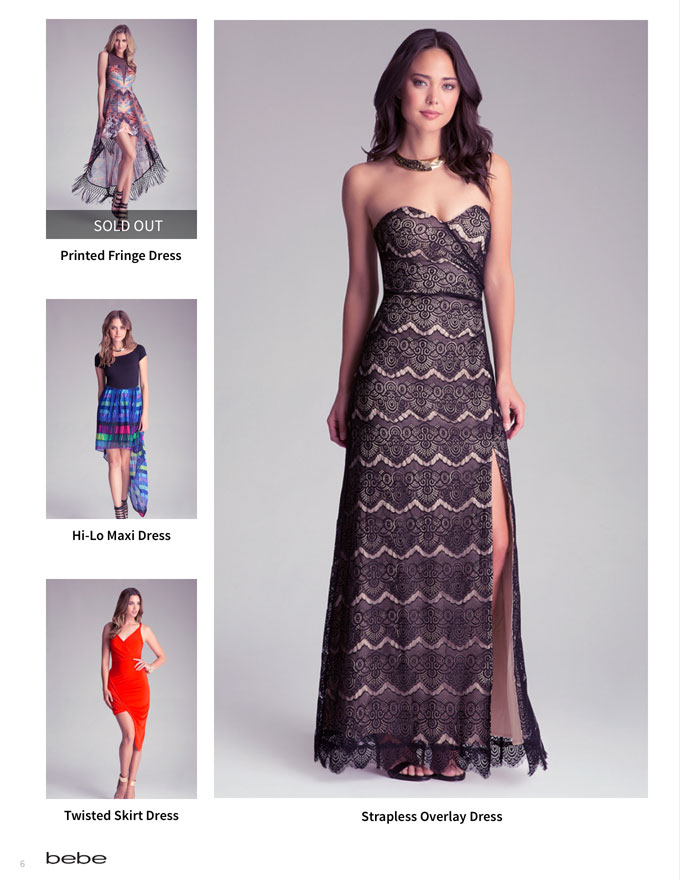 SOLD OUT
Printed Fringe Dress
Hi-Lo Maxi Dress
Twisted Skirt Dress
Strapless Overlay Dress
6
bebe